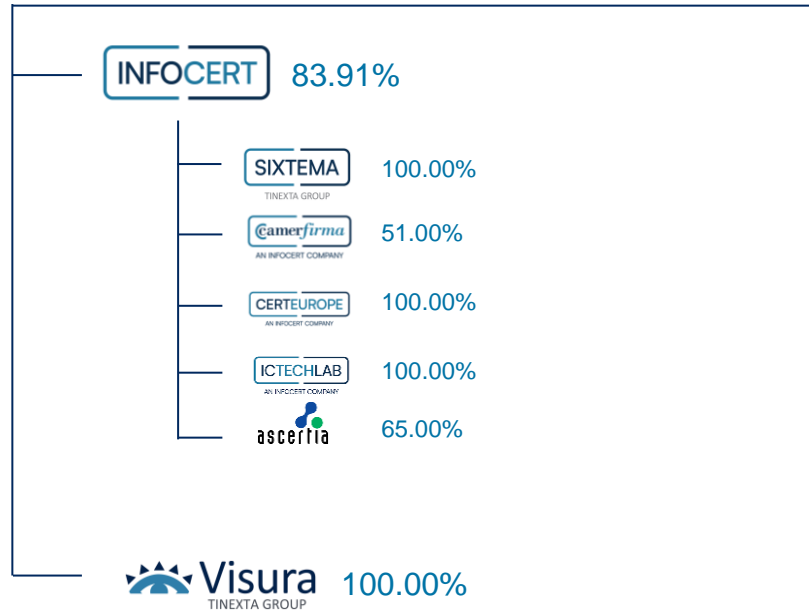 INFOCERT 83.91%
SIXTEMA 100.00%
TINEXTA GROUP
Camerfirma 51.00%
AN INFOCERT COMPANY
CERTEUROPE 100.00%
AN INFOCERT COMPANY
ICTECHLAB 100.00%
AN INFOCERT COMPANY
ascertia 65.00%
Visura 100.00%
TINEXTA GROUP